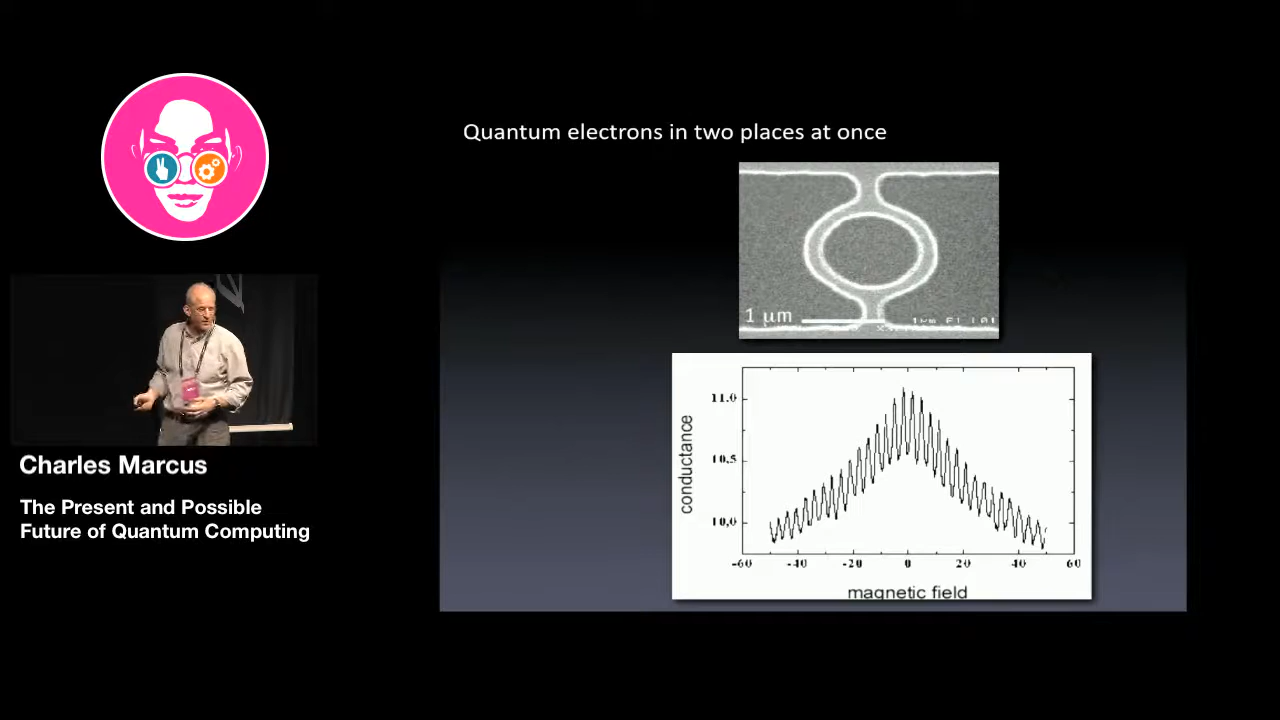 Quantum electrons in two places at once
1 μm
11.0
10.5
10.0
conductance
-60 -40 -20 0 20 40 60
magnetic field
Charles Marcus
The Present and Possible
Future of Quantum Computing